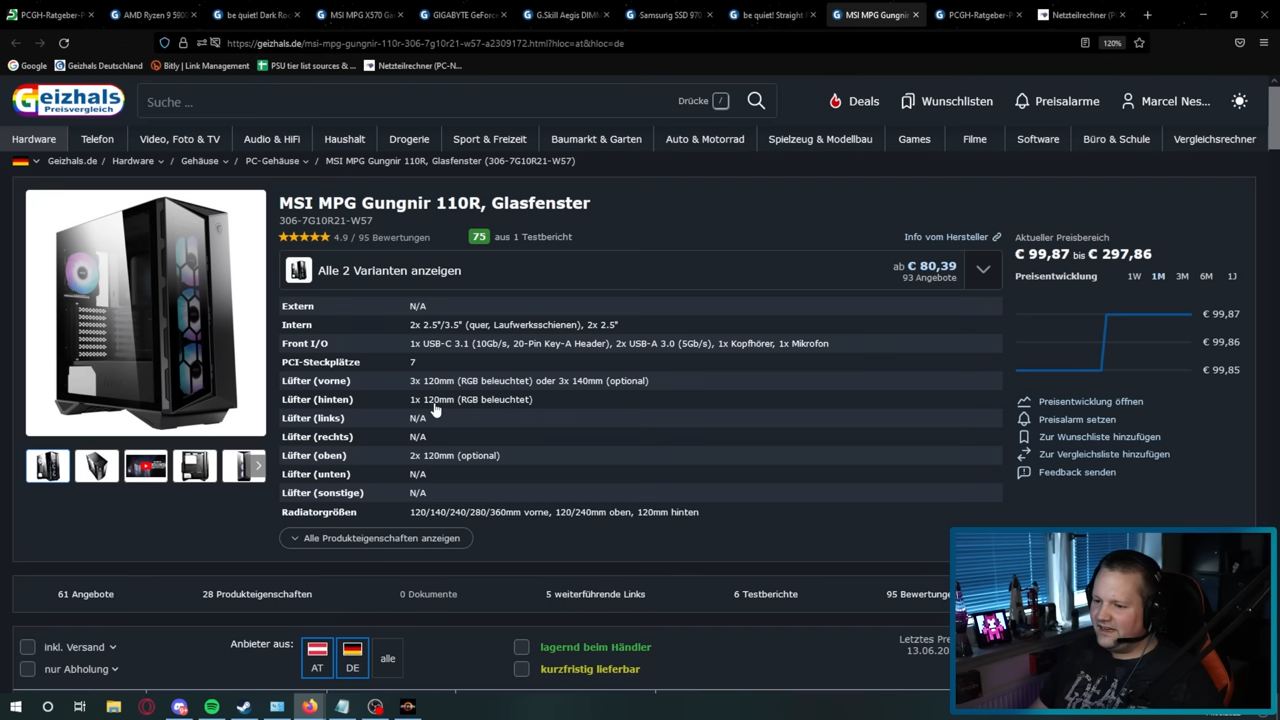 PCGH-Ratgeber-P
AMD Ryzen 9 590
be quiet! Dark Ro
MSI MPG X570 Ga
GIGABYTE GeForce
G.Skill Aegis DIMM
Samsung SSD 970
be quiet! Straight
MSI MPG Gungnir
PCGH-Ratgeber-P
Netzteilrechner (P
https://geizhals.de/msi-mpg-gungnir-110r-306-7g10r21-w57-a2309172.html?hloc=at&hloc=de
120%
Google
Geizhals Deutschland
Bitly | Link Management
PSU tier list sources & ...
Netzteilrechner (PC-N...
Geizhals
Preisvergleich
Suche ...
Drücke /
Deals
Wunschlisten
Preisalarme
Marcel Nes...
Hardware
Telefon
Video, Foto & TV
Audio & HiFi
Haushalt
Drogerie
Sport & Freizeit
Baumarkt & Garten
Auto & Motorrad
Spielzeug & Modellbau
Games
Filme
Software
Büro & Schule
Vergleichsrechner
Geizhals.de / Hardware / Gehäuse / PC-Gehäuse / MSI MPG Gungnir 110R, Glasfenster (306-7G10R21-W57)
MSI MPG Gungnir 110R, Glasfenster
306-7G10R21-W57
4.9 / 95 Bewertungen
75 aus 1 Testbericht
Info vom Hersteller
Alle 2 Varianten anzeigen
ab € 80,39
93 Angebote
Extern N/A
Intern 2x 2.5"/3.5" (quer, Laufwerksschienen), 2x 2.5"
Front I/O 1x USB-C 3.1 (10Gb/s, 20-Pin Key-A Header), 2x USB-A 3.0 (5Gb/s), 1x Kopfhörer, 1x Mikrofon
PCI-Steckplätze 7
Lüfter (vorne) 3x 120mm (RGB beleuchtet) oder 3x 140mm (optional)
Lüfter (hinten) 1x 120mm (RGB beleuchtet)
Lüfter (links) N/A
Lüfter (rechts) N/A
Lüfter (oben) 2x 120mm (optional)
Lüfter (unten) N/A
Lüfter (sonstige) N/A
Radiatorgrößen 120/140/240/280/360mm vorne, 120/240mm oben, 120mm hinten
Alle Produkteigenschaften anzeigen
Aktueller Preisbereich
€ 99,87 bis € 297,86
Preisentwicklung 1W 1M 3M 6M 1J
€ 99,87
€ 99,86
€ 99,85
Preisentwicklung öffnen
Preisalarm setzen
Zur Wunschliste hinzufügen
Zur Vergleichsliste hinzufügen
Feedback senden
61 Angebote
28 Produkteigenschaften
0 Dokumente
5 weiterführende Links
6 Testberichte
95 Bewertunge
inkl. Versand
nur Abholung
Anbieter aus:
AT
DE
alle
lagernd beim Händler
kurzfristig lieferbar
Letztes Pre
13.06.20